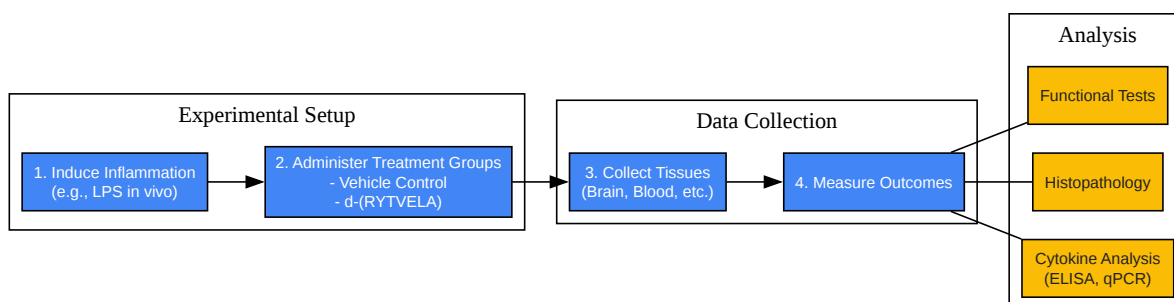 Experimental Setup
1. Induce Inflammation
(e.g., LPS in vivo)
2. Administer Treatment Groups
- Vehicle Control
- d-(RYTVELA)
Data Collection
3. Collect Tissues
(Brain, Blood, etc.)
4. Measure Outcomes
Analysis
Functional Tests
Histopathology
Cytokine Analysis
(ELISA, qPCR)